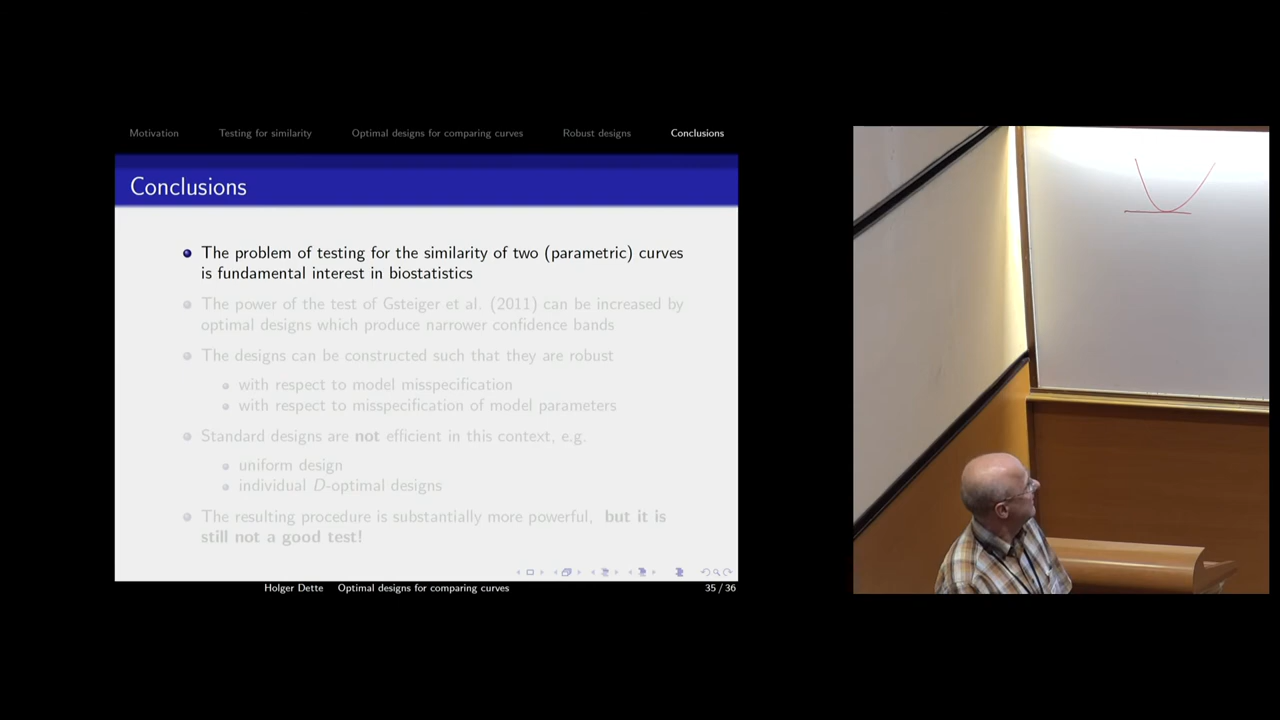 Motivation Testing for similarity Optimal designs for comparing curves Robust designs Conclusions
Conclusions
The problem of testing for the similarity of two (parametric) curves
is fundamental interest in biostatistics
The power of the test of Gsteiger et al. (2011) can be increased by
optimal designs which produce narrower confidence bands
The designs can be constructed such that they are robust
with respect to model misspecification
with respect to misspecification of model parameters
Standard designs are not efficient in this context, e.g.
uniform design
individual D-optimal designs
The resulting procedure is substantially more powerful, but it is
still not a good test!
Holger Dette Optimal designs for comparing curves 35 / 36